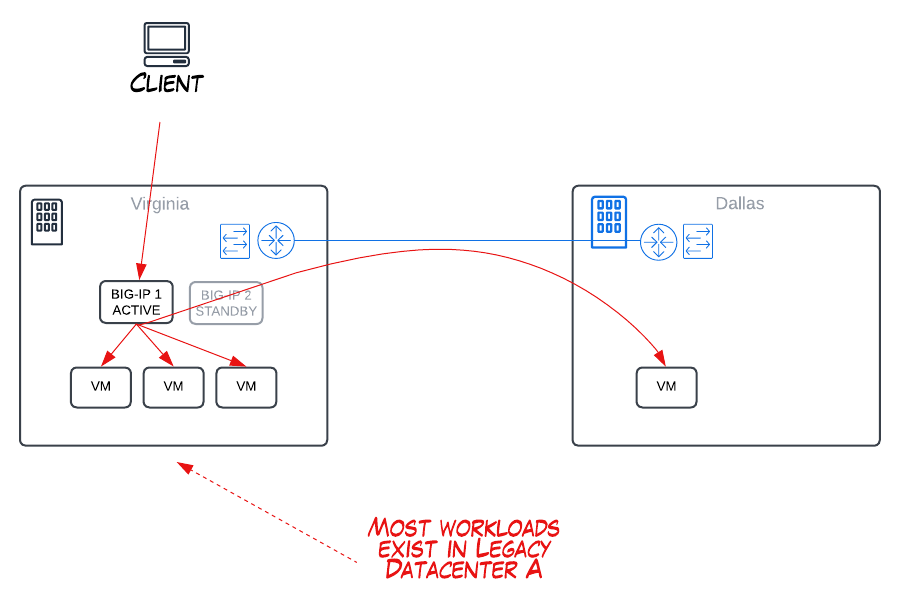 Client
Virginia
Dallas
BIG-IP 1
ACTIVE
BIG-IP 2
STANDBY
VM
VM
VM
VM
Most workloads
exist in Legacy
Datacenter A